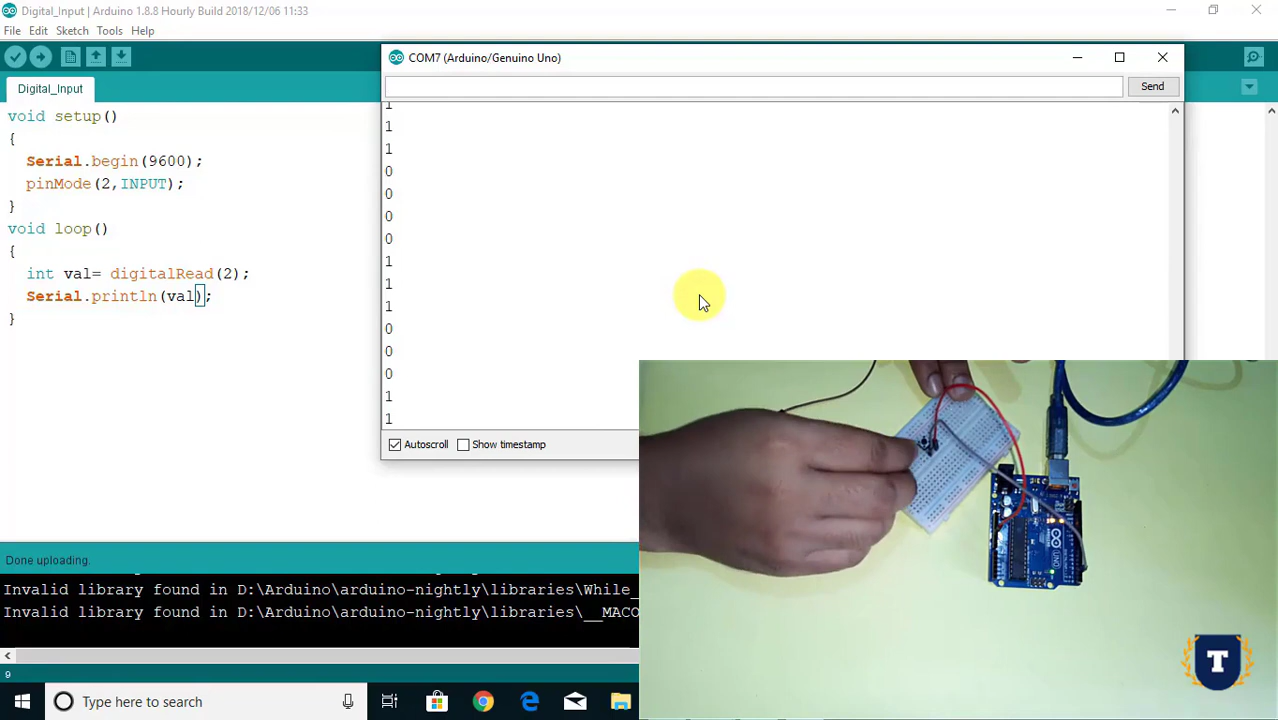 Digital_Input | Arduino 1.8.8 Hourly Build 2018/12/06 11:33
File Edit Sketch Tools Help
Digital_Input
void setup()
{
Serial.begin(9600);
pinMode(2,INPUT);
}
void loop()
{
int val= digitalRead(2);
Serial.println(val);
}
COM7 (Arduino/Genuino Uno)
Send
1
1
1
0
0
0
0
1
1
1
0
0
0
1
1
Autoscroll Show timestamp
Done uploading.
Invalid library found in D:\Arduino\arduino-nightly\libraries\While_
Invalid library found in D:\Arduino\arduino-nightly\libraries\__MACO
9
Type here to search
UNO
T